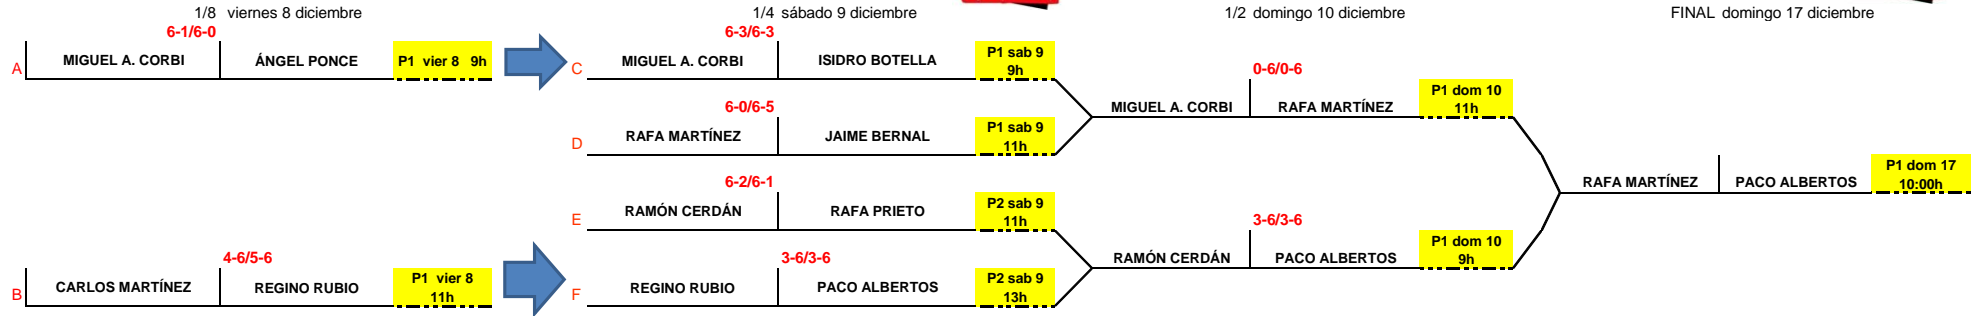 1/8 viernes 8 diciembre
1/4 sábado 9 diciembre
1/2 domingo 10 diciembre
FINAL domingo 17 diciembre
6-1/6-0
A MIGUEL A. CORBI ÁNGEL PONCE P1 vier 8 9h
6-3/6-3
C MIGUEL A. CORBI ISIDRO BOTELLA P1 sab 9
9h
6-0/6-5
D RAFA MARTÍNEZ JAIME BERNAL P1 sab 9
11h
6-2/6-1
E RAMÓN CERDÁN RAFA PRIETO P2 sab 9
11h
4-6/5-6
B CARLOS MARTÍNEZ REGINO RUBIO P1 vier 8
11h
3-6/3-6
F REGINO RUBIO PACO ALBERTOS P2 sab 9
13h
0-6/0-6
MIGUEL A. CORBI RAFA MARTÍNEZ P1 dom 10
11h
3-6/3-6
RAMÓN CERDÁN PACO ALBERTOS P1 dom 10
9h
RAFA MARTÍNEZ PACO ALBERTOS P1 dom 17
10:00h